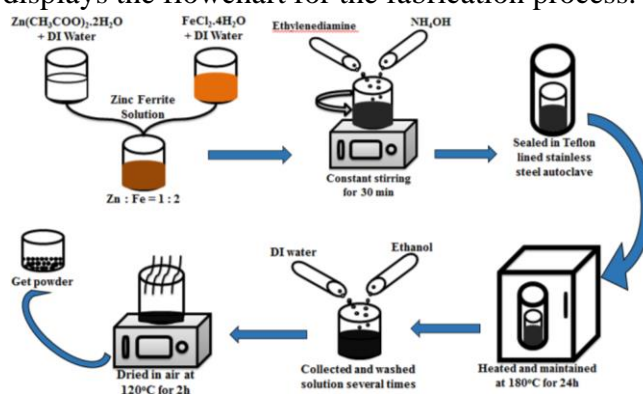 displays the flowchart for the fabrication process.
Zn(CH₃COO)₂.2H₂O
+ DI Water
FeCl₂.4H₂O
+ DI Water
Zinc Ferrite
Solution
Zn : Fe = 1 : 2
Ethylenediamine
NH₄OH
Constant stirring
for 30 min
Sealed in Teflon
lined stainless
steel autoclave
Heated and maintained
at 180°C for 24h
DI water
Ethanol
Collected and washed
solution several times
Dried in air at
120°C for 2h
Get powder